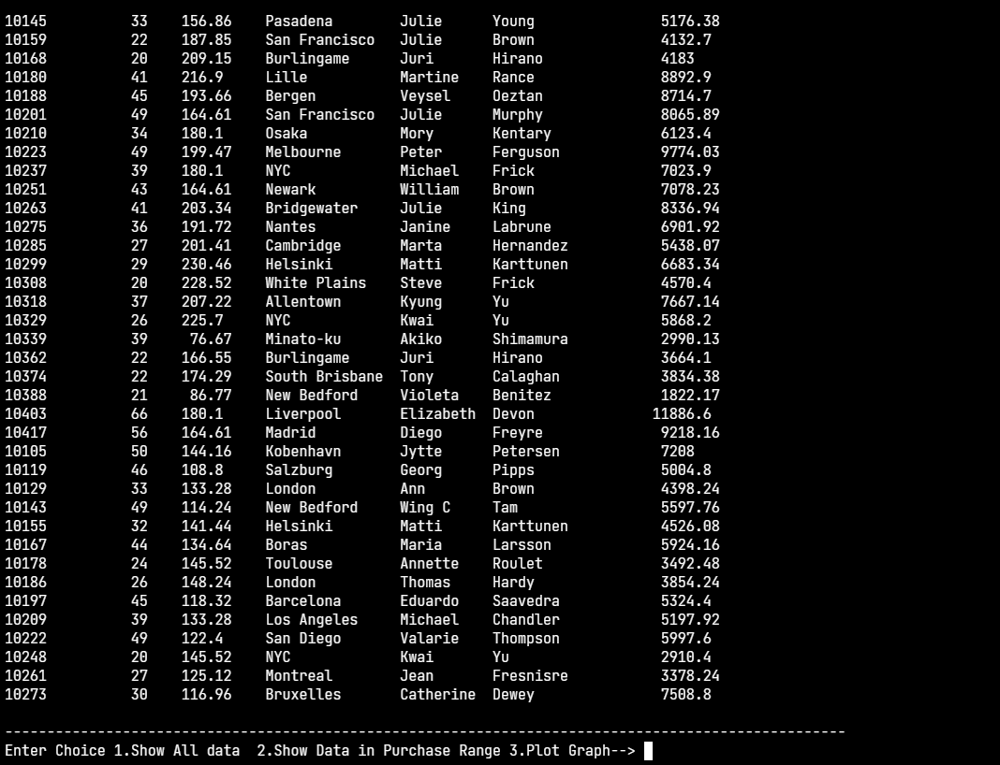 10145          33    156.86    Pasadena        Julie      Young               5176.38
10159          22    187.85    San Francisco   Julie      Brown               4132.7
10168          20    209.15    Burlingame      Juri       Hirano              4183
10180          41    216.9     Lille           Martine    Rance               8892.9
10188          45    193.66    Bergen          Veysel     Oeztan              8714.7
10201          49    164.61    San Francisco   Julie      Murphy              8065.89
10210          34    180.1     Osaka           Mory       Kentary             6123.4
10223          49    199.47    Melbourne       Peter      Ferguson            9774.03
10237          39    180.1     NYC             Michael    Frick               7023.9
10251          43    164.61    Newark          William    Brown               7078.23
10263          41    203.34    Bridgewater     Julie      King                8336.94
10275          36    191.72    Nantes          Janine     Labrune             6901.92
10285          27    201.41    Cambridge       Marta      Hernandez           5438.07
10299          29    230.46    Helsinki        Matti      Karttunen           6683.34
10308          20    228.52    White Plains    Steve      Frick               4570.4
10318          37    207.22    Allentown       Kyung      Yu                  7667.14
10329          26    225.7     NYC             Kwai       Yu                  5868.2
10339          39     76.67    Minato-ku       Akiko      Shimamura           2990.13
10362          22    166.55    Burlingame      Juri       Hirano              3664.1
10374          22    174.29    South Brisbane  Tony       Calaghan            3834.38
10388          21     86.77    New Bedford     Violeta    Benitez             1822.17
10403          66    180.1     Liverpool       Elizabeth  Devon              11886.6
10417          56    164.61    Madrid          Diego      Freyre              9218.16
10105          50    144.16    Kobenhavn       Jytte      Petersen            7208
10119          46    108.8     Salzburg        Georg      Pipps               5004.8
10129          33    133.28    London          Ann        Brown               4398.24
10143          49    114.24    New Bedford     Wing C     Tam                 5597.76
10155          32    141.44    Helsinki        Matti      Karttunen           4526.08
10167          44    134.64    Boras           Maria      Larsson             5924.16
10178          24    145.52    Toulouse        Annette    Roulet              3492.48
10186          26    148.24    London          Thomas     Hardy               3854.24
10197          45    118.32    Barcelona       Eduardo    Saavedra            5324.4
10209          39    133.28    Los Angeles     Michael    Chandler            5197.92
10222          49    122.4     San Diego       Valarie    Thompson            5997.6
10248          20    145.52    NYC             Kwai       Yu                  2910.4
10261          27    125.12    Montreal        Jean       Fresnisre           3378.24
10273          30    116.96    Bruxelles       Catherine  Dewey               7508.8
----------------------------------------------------------------------------------------------------
Enter Choice 1.Show All data  2.Show Data in Purchase Range 3.Plot Graph-->